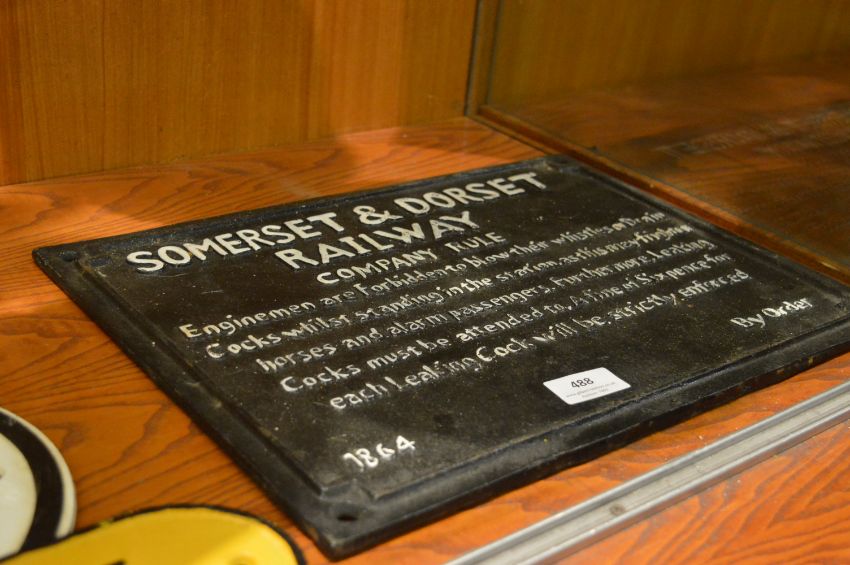 SOMERSET & DORSET
RAILWAY
COMPANY RULE
Enginemen are Forbidden to blow their whistles or Drain
Cocks whilst standing in the station as this may frighten
horses and alarm passengers. Furthermore Leaking
Cocks must be attended to. A fine of Sixpence for
each Leaking Cock will be strictly enforced
By Order
488
1864